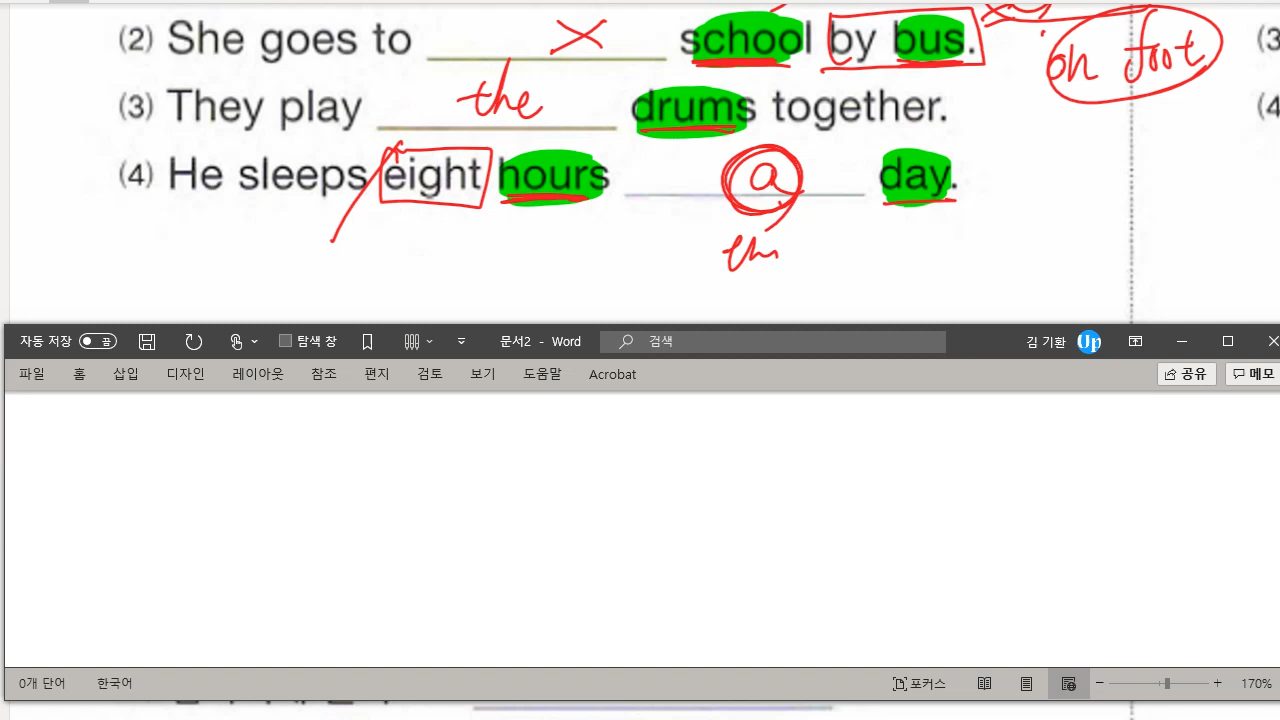 (2) She goes to × school by bus.
on foot
(3
(3) They play the drums together.
(4
(4) He sleeps eight hours a day.
자동 저장 끔 탐색 창 문서2 - Word 검색 김 기환 Up
파일 홈 삽입 디자인 레이아웃 참조 편지 검토 보기 도움말 Acrobat 공유 메모
0개 단어 한국어 포커스 170%